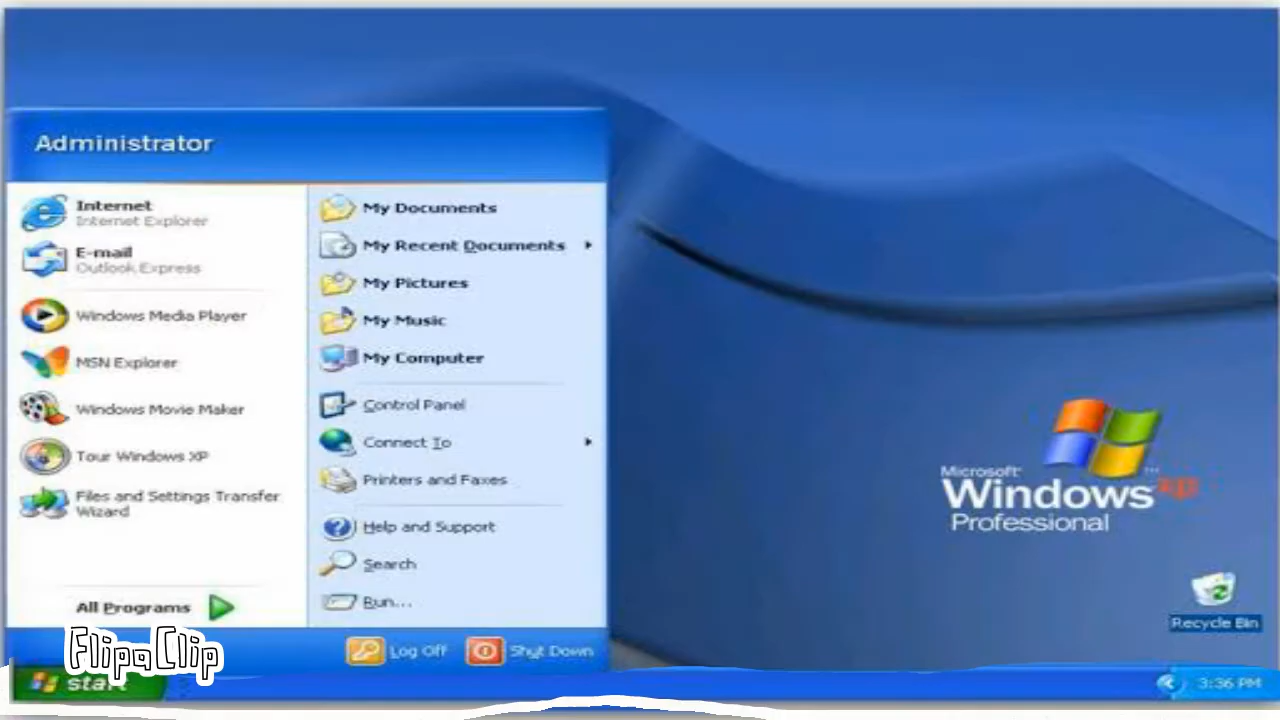 Administrator
Internet
Internet Explorer
E-mail
Outlook Express
Windows Media Player
MSN Explorer
Windows Movie Maker
Tour Windows XP
Files and Settings Transfer
Wizard
All Programs
My Documents
My Recent Documents
My Pictures
My Music
My Computer
Control Panel
Connect To
Printers and Faxes
Help and Support
Search
Run...
Log Off
Shut Down
Microsoft®
Windows xp™
Professional
Recycle Bin
FlipaClip
start
3:36 PM